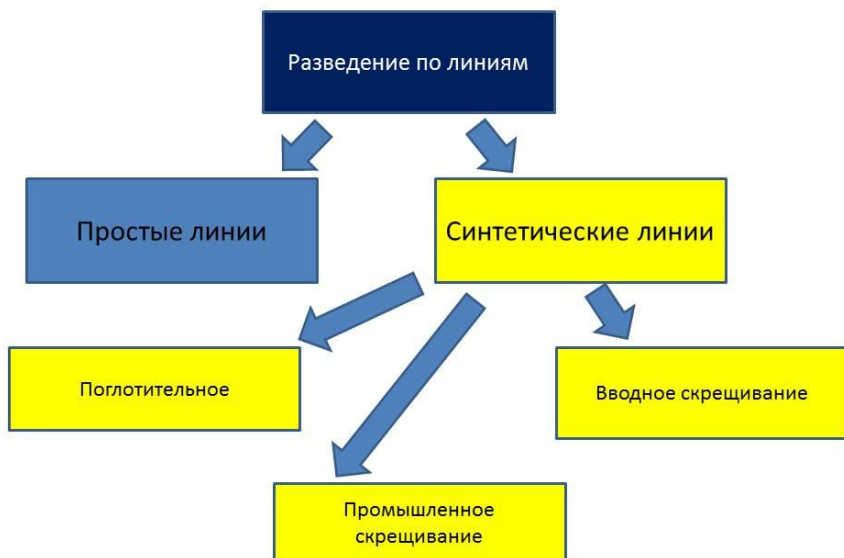 Разведение по линиям
Простые линии
Синтетические линии
Поглотительное
Вводное скрещивание
Промышленное
скрещивание